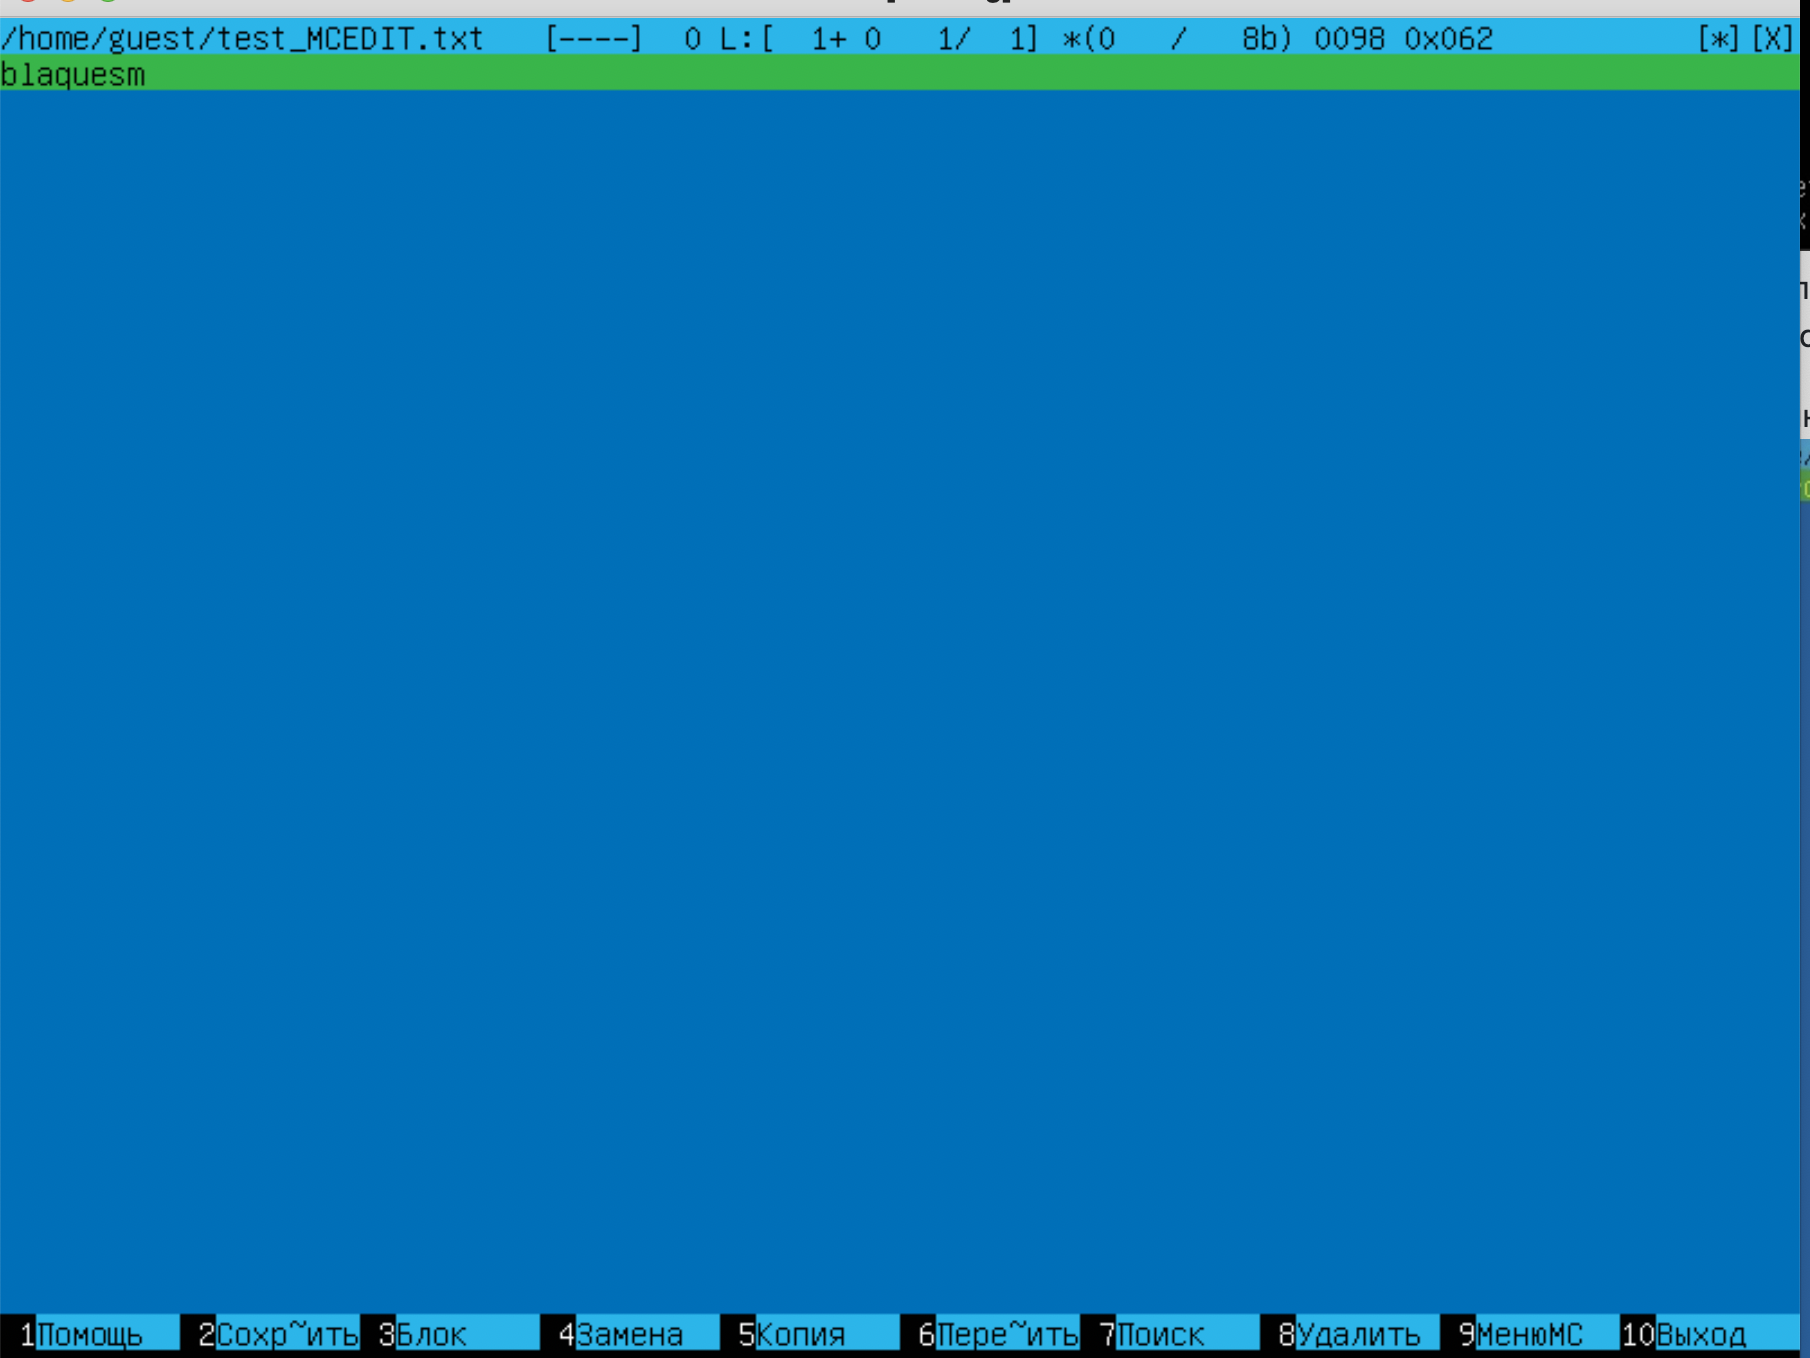 /home/guest/test_MCEDIT.txt [----] 0 L:[ 1+ 0 1/ 1] *(0 / 8b) 0098 0x062 [*][X]
blaquesm
1Помощь 2Сохр~ить 3Блок 4Замена 5Копия 6Пере~ить 7Поиск 8Удалить 9МенюMC 10Выход